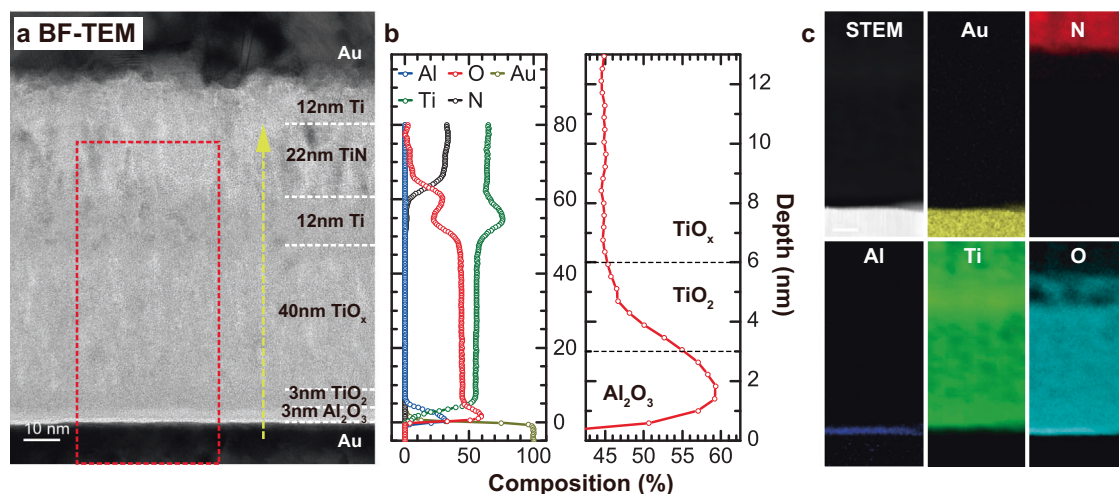 a BF-TEM
Au
12nm Ti
22nm TiN
12nm Ti
40nm TiOₓ
3nm TiO₂
3nm Al₂O₃
10 nm
Au
b
Al O Au
Ti N
80
60
40
20
0
0 50 100
12
10
8
6
4
2
0
TiOₓ
TiO₂
Al₂O₃
45 50 55 60
Depth (nm)
Composition (%)
c
STEM Au N
Al Ti O